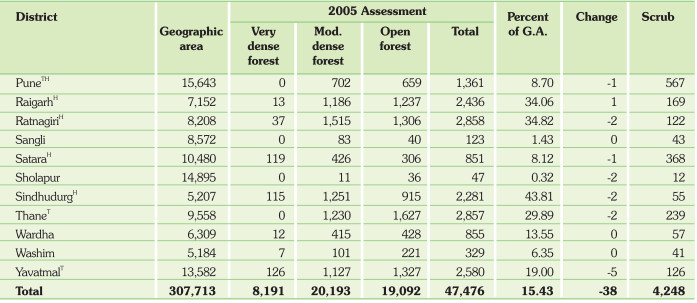 District 2005 Assessment Percent of G.A. Change Scrub
Geographic area Very dense forest Mod. dense forest Open forest Total
Pune^TH 15,643 0 702 659 1,361 8.70 -1 567
Raigarh^H 7,152 13 1,186 1,237 2,436 34.06 1 169
Ratnagiri^H 8,208 37 1,515 1,306 2,858 34.82 -2 122
Sangli 8,572 0 83 40 123 1.43 0 43
Satara^H 10,480 119 426 306 851 8.12 -1 368
Sholapur 14,895 0 11 36 47 0.32 -2 12
Sindhudurg^H 5,207 115 1,251 915 2,281 43.81 -2 55
Thane^T 9,558 0 1,230 1,627 2,857 29.89 -2 239
Wardha 6,309 12 415 428 855 13.55 0 57
Washim 5,184 7 101 221 329 6.35 0 41
Yavatmal^T 13,582 126 1,127 1,327 2,580 19.00 -5 126
Total 307,713 8,191 20,193 19,092 47,476 15.43 -38 4,248